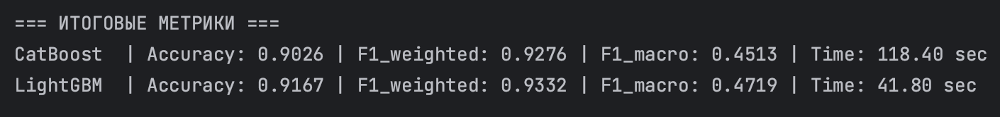 === ИТОГОВЫЕ МЕТРИКИ ===
CatBoost  | Accuracy: 0.9026 | F1_weighted: 0.9276 | F1_macro: 0.4513 | Time: 118.40 sec
LightGBM  | Accuracy: 0.9167 | F1_weighted: 0.9332 | F1_macro: 0.4719 | Time: 41.80 sec